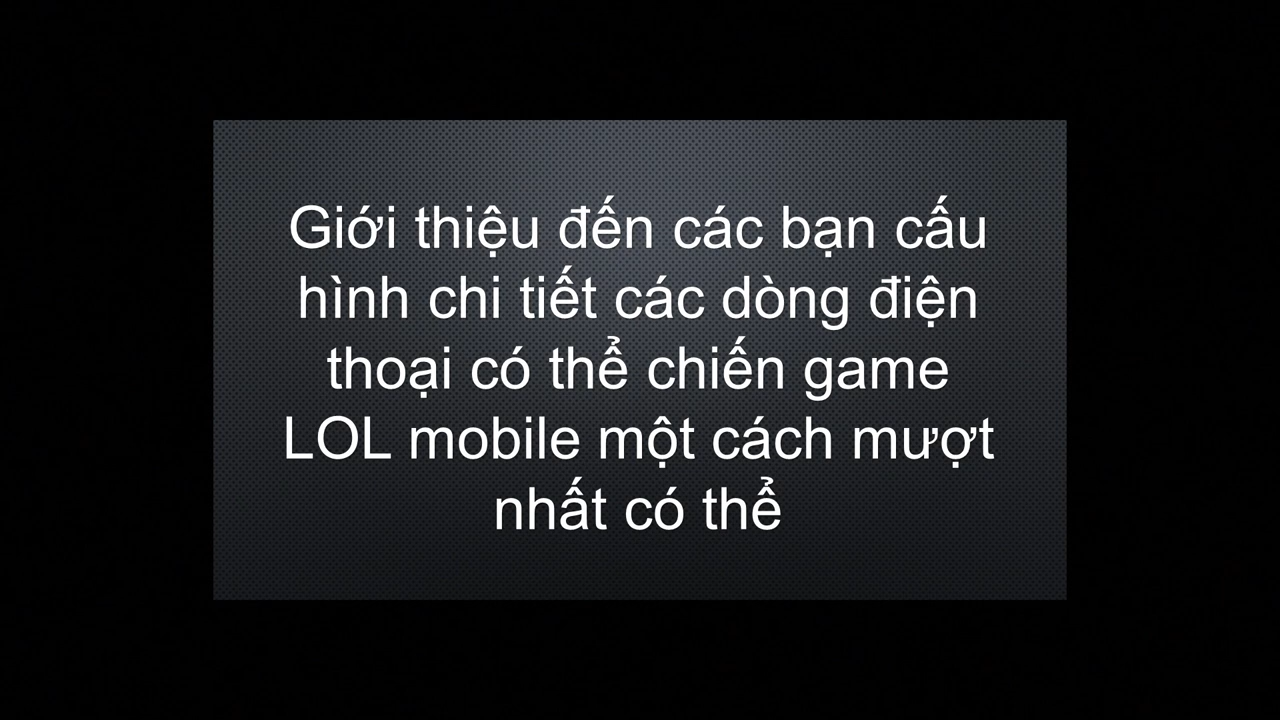 Giới thiệu đến các bạn cấu
hình chi tiết các dòng điện
thoại có thể chiến game
LOL mobile một cách mượt
nhất có thể